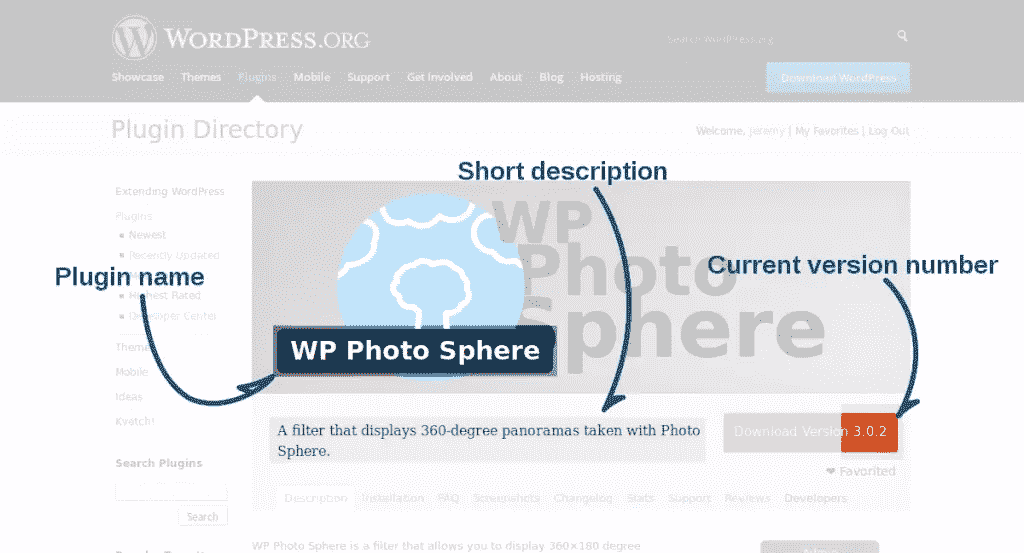 WORDPRESS.ORG
Search WordPress.org
Showcase Themes Plugins Mobile Support Get Involved About Blog Hosting
Download WordPress
Plugin Directory
Welcome, Jeremy | My Favorites | Log Out
Short description
Extending WordPress
Plugins
Newest
Recently Updated
Highest Rated
Developer Center
Themes
Mobile
Ideas
Kvetch!
Search Plugins
Search
Plugin name
Current version number
WP
Photo
Sphere
WP Photo Sphere
A filter that displays 360-degree panoramas taken with Photo
Sphere.
Download Version 3.0.2
❤ Favorited
Description Installation FAQ Screenshots Changelog Stats Support Reviews Developers
WP Photo Sphere is a filter that allows you to display 360×180 degree